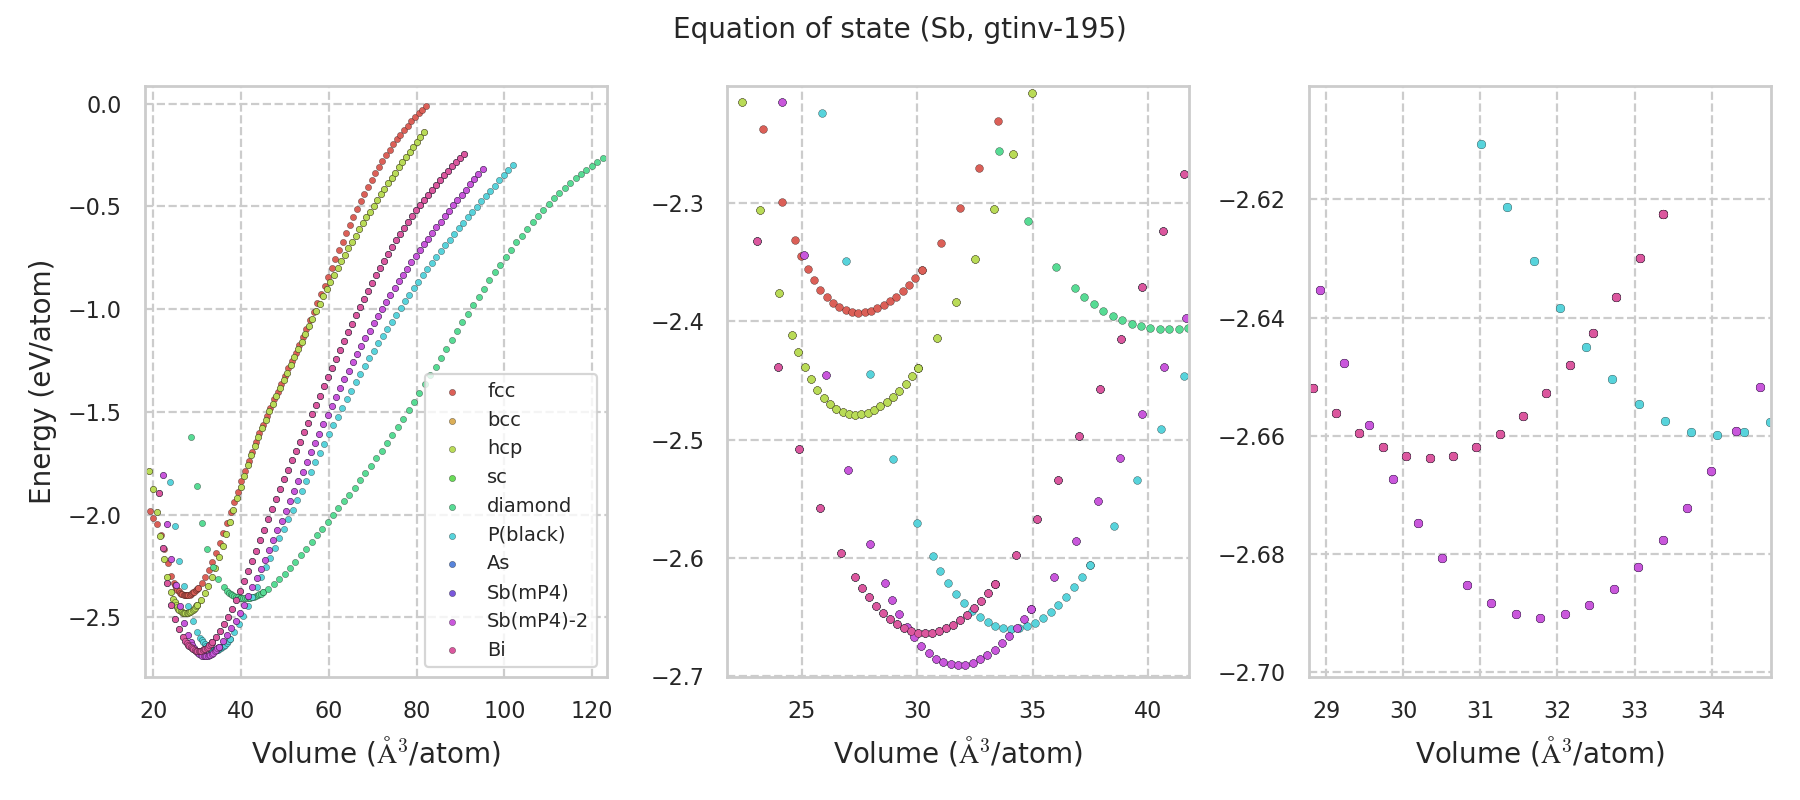 Equation of state (Sb, gtinv-195)
Energy (eV/atom)
0.0
−0.5
−1.0
−1.5
−2.0
−2.5
20 40 60 80 100 120
Volume (Å³/atom)
fcc
bcc
hcp
sc
diamond
P(black)
As
Sb(mP4)
Sb(mP4)-2
Bi
−2.3
−2.4
−2.5
−2.6
−2.7
25 30 35 40
Volume (Å³/atom)
−2.62
−2.64
−2.66
−2.68
−2.70
29 30 31 32 33 34
Volume (Å³/atom)